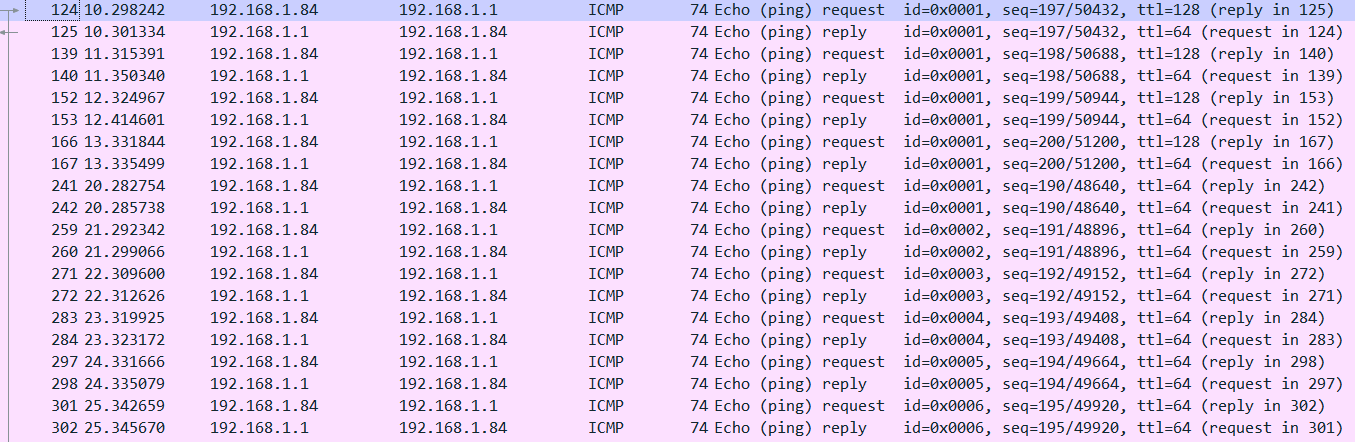 124 10.298242 192.168.1.84 192.168.1.1 ICMP 74 Echo (ping) request id=0x0001, seq=197/50432, ttl=128 (reply in 125)
125 10.301334 192.168.1.1 192.168.1.84 ICMP 74 Echo (ping) reply id=0x0001, seq=197/50432, ttl=64 (request in 124)
139 11.315391 192.168.1.84 192.168.1.1 ICMP 74 Echo (ping) request id=0x0001, seq=198/50688, ttl=128 (reply in 140)
140 11.350340 192.168.1.1 192.168.1.84 ICMP 74 Echo (ping) reply id=0x0001, seq=198/50688, ttl=64 (request in 139)
152 12.324967 192.168.1.84 192.168.1.1 ICMP 74 Echo (ping) request id=0x0001, seq=199/50944, ttl=128 (reply in 153)
153 12.414601 192.168.1.1 192.168.1.84 ICMP 74 Echo (ping) reply id=0x0001, seq=199/50944, ttl=64 (request in 152)
166 13.331844 192.168.1.84 192.168.1.1 ICMP 74 Echo (ping) request id=0x0001, seq=200/51200, ttl=128 (reply in 167)
167 13.335499 192.168.1.1 192.168.1.84 ICMP 74 Echo (ping) reply id=0x0001, seq=200/51200, ttl=64 (request in 166)
241 20.282754 192.168.1.84 192.168.1.1 ICMP 74 Echo (ping) request id=0x0001, seq=190/48640, ttl=64 (reply in 242)
242 20.285738 192.168.1.1 192.168.1.84 ICMP 74 Echo (ping) reply id=0x0001, seq=190/48640, ttl=64 (request in 241)
259 21.292342 192.168.1.84 192.168.1.1 ICMP 74 Echo (ping) request id=0x0002, seq=191/48896, ttl=64 (reply in 260)
260 21.299066 192.168.1.1 192.168.1.84 ICMP 74 Echo (ping) reply id=0x0002, seq=191/48896, ttl=64 (request in 259)
271 22.309600 192.168.1.84 192.168.1.1 ICMP 74 Echo (ping) request id=0x0003, seq=192/49152, ttl=64 (reply in 272)
272 22.312626 192.168.1.1 192.168.1.84 ICMP 74 Echo (ping) reply id=0x0003, seq=192/49152, ttl=64 (request in 271)
283 23.319925 192.168.1.84 192.168.1.1 ICMP 74 Echo (ping) request id=0x0004, seq=193/49408, ttl=64 (reply in 284)
284 23.323172 192.168.1.1 192.168.1.84 ICMP 74 Echo (ping) reply id=0x0004, seq=193/49408, ttl=64 (request in 283)
297 24.331666 192.168.1.84 192.168.1.1 ICMP 74 Echo (ping) request id=0x0005, seq=194/49664, ttl=64 (reply in 298)
298 24.335079 192.168.1.1 192.168.1.84 ICMP 74 Echo (ping) reply id=0x0005, seq=194/49664, ttl=64 (request in 297)
301 25.342659 192.168.1.84 192.168.1.1 ICMP 74 Echo (ping) request id=0x0006, seq=195/49920, ttl=64 (reply in 302)
302 25.345670 192.168.1.1 192.168.1.84 ICMP 74 Echo (ping) reply id=0x0006, seq=195/49920, ttl=64 (request in 301)